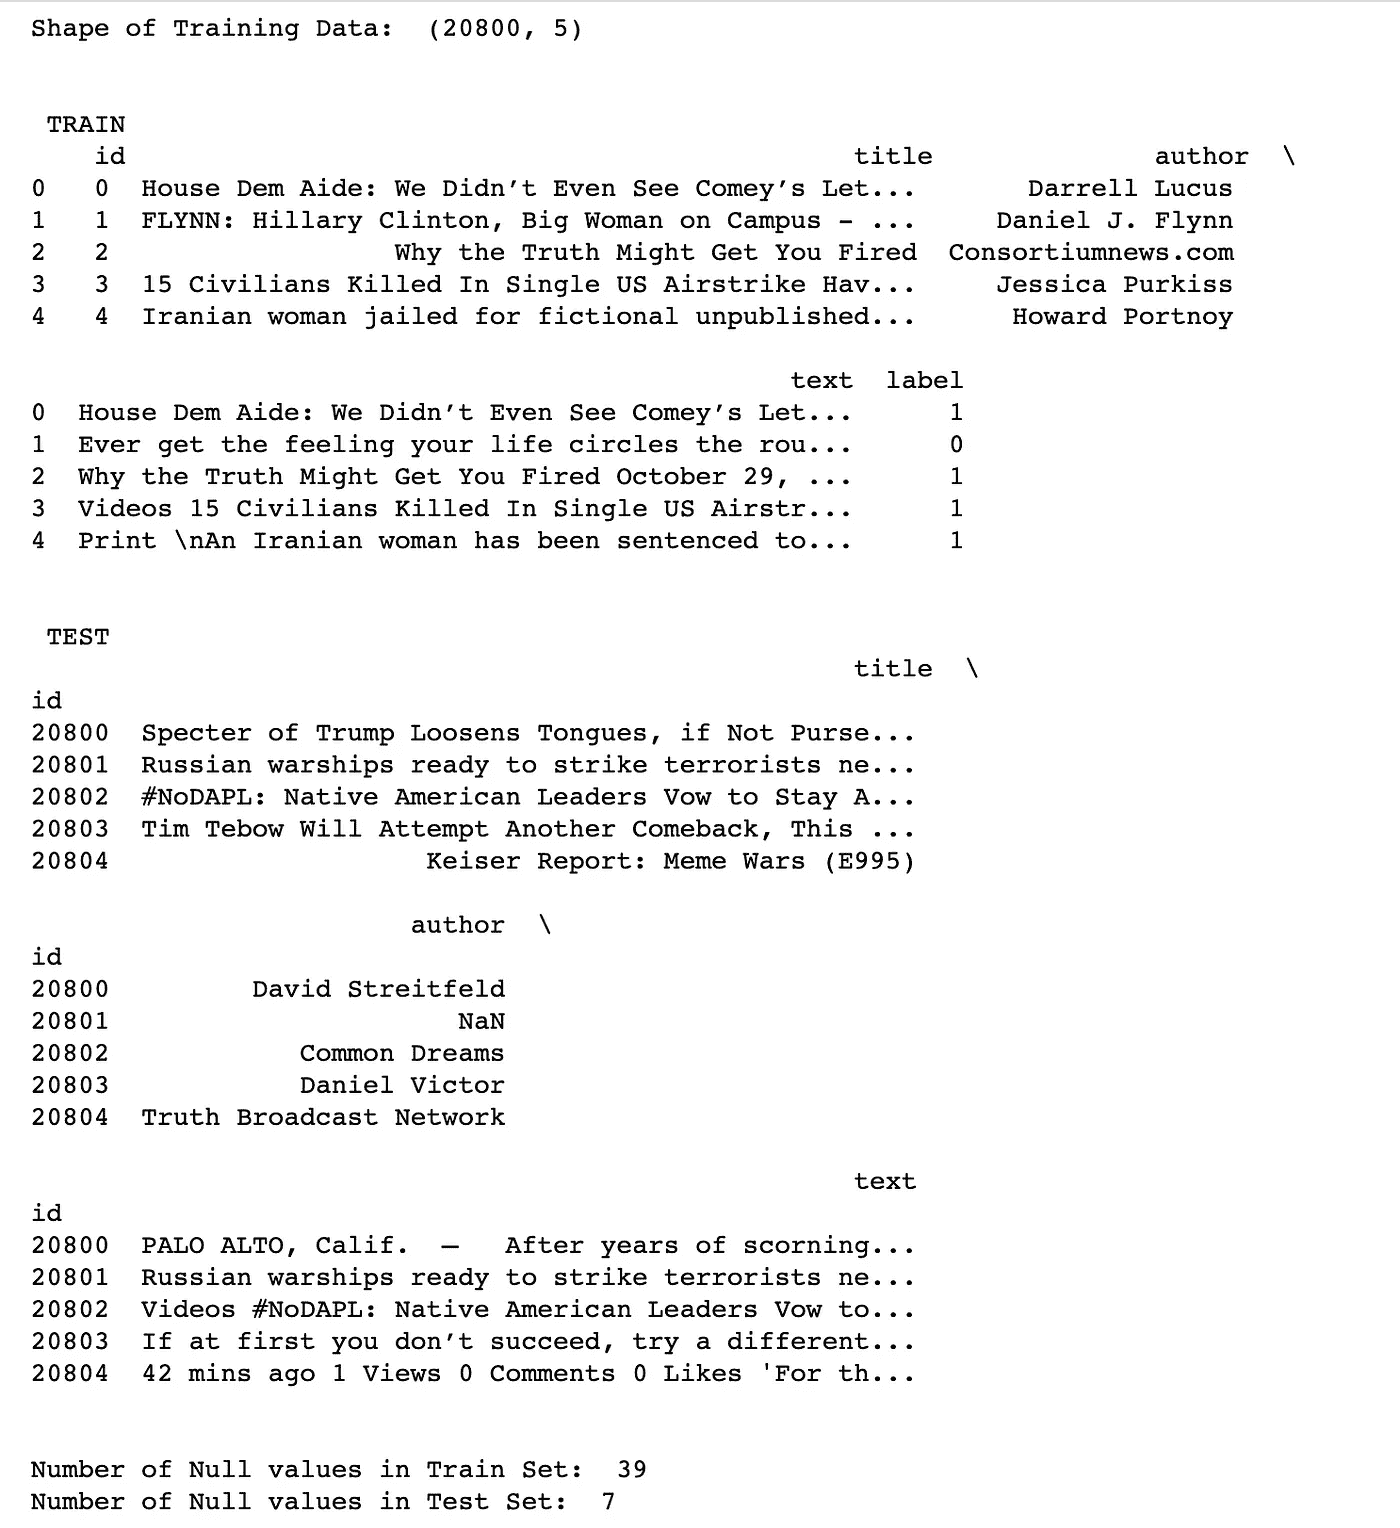 Shape of Training Data:  (20800, 5)
TRAIN
id title author \
0 0 House Dem Aide: We Didn’t Even See Comey’s Let... Darrell Lucus
1 1 FLYNN: Hillary Clinton, Big Woman on Campus - ... Daniel J. Flynn
2 2 Why the Truth Might Get You Fired Consortiumnews.com
3 3 15 Civilians Killed In Single US Airstrike Hav... Jessica Purkiss
4 4 Iranian woman jailed for fictional unpublished... Howard Portnoy
text label
0 House Dem Aide: We Didn’t Even See Comey’s Let... 1
1 Ever get the feeling your life circles the rou... 0
2 Why the Truth Might Get You Fired October 29, ... 1
3 Videos 15 Civilians Killed In Single US Airstr... 1
4 Print \nAn Iranian woman has been sentenced to... 1
TEST
title \
id
20800 Specter of Trump Loosens Tongues, if Not Purse...
20801 Russian warships ready to strike terrorists ne...
20802 #NoDAPL: Native American Leaders Vow to Stay A...
20803 Tim Tebow Will Attempt Another Comeback, This ...
20804 Keiser Report: Meme Wars (E995)
author \
id
20800 David Streitfeld
20801 NaN
20802 Common Dreams
20803 Daniel Victor
20804 Truth Broadcast Network
text
id
20800 PALO ALTO, Calif.  —   After years of scorning...
20801 Russian warships ready to strike terrorists ne...
20802 Videos #NoDAPL: Native American Leaders Vow to...
20803 If at first you don’t succeed, try a different...
20804 42 mins ago 1 Views 0 Comments 0 Likes 'For th...
Number of Null values in Train Set:  39
Number of Null values in Test Set:  7